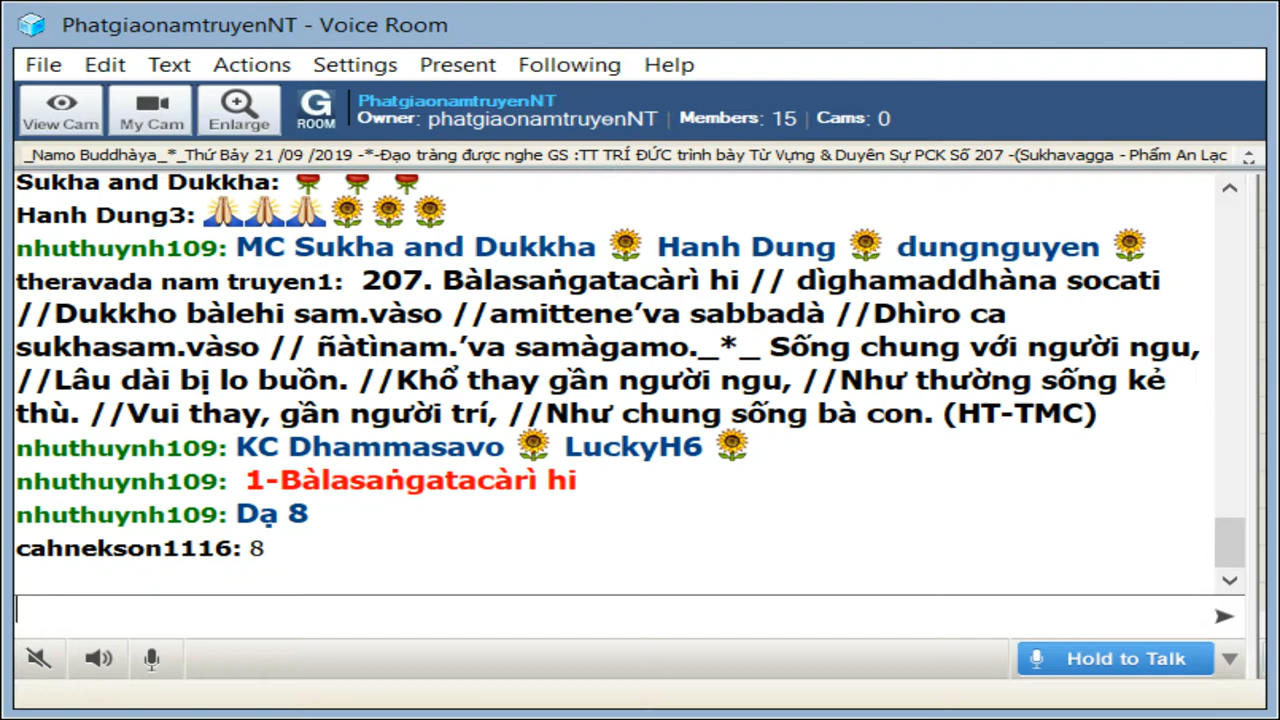 PhatgiaonamtruyenNT - Voice Room
File Edit Text Actions Settings Present Following Help
View Cam My Cam Enlarge G ROOM
PhatgiaonamtruyenNT
Owner: phatgiaonamtruyenNT | Members: 15 | Cams: 0
_Namo Buddhàya_*_Thứ Bảy 21 /09 /2019 -*-Đạo tràng được nghe GS :TT TRÍ ĐỨC trình bày Từ Vựng & Duyên Sự PCK Số 207 -(Sukhavagga - Phẩm An Lạc
Sukha and Dukkha:
Hanh Dung3:
nhuthuynh109: MC Sukha and Dukkha Hanh Dung dungnguyen
theravada nam truyen1: 207. Bàlasaṅgatacàrì hi // dìghamaddhàna socati
//Dukkho bàlehi sam.vàso //amittene’va sabbadà //Dhìro ca
sukhasam.vàso // ñàtìnam.’va samàgamo._*_ Sống chung với người ngu,
//Lâu dài bị lo buồn. //Khổ thay gần người ngu, //Như thường sống kẻ
thù. //Vui thay, gần người trí, //Như chung sống bà con. (HT-TMC)
nhuthuynh109: KC Dhammasavo LuckyH6
nhuthuynh109: 1-Bàlasaṅgatacàrì hi
nhuthuynh109: Dạ 8
cahnekson1116: 8
Hold to Talk